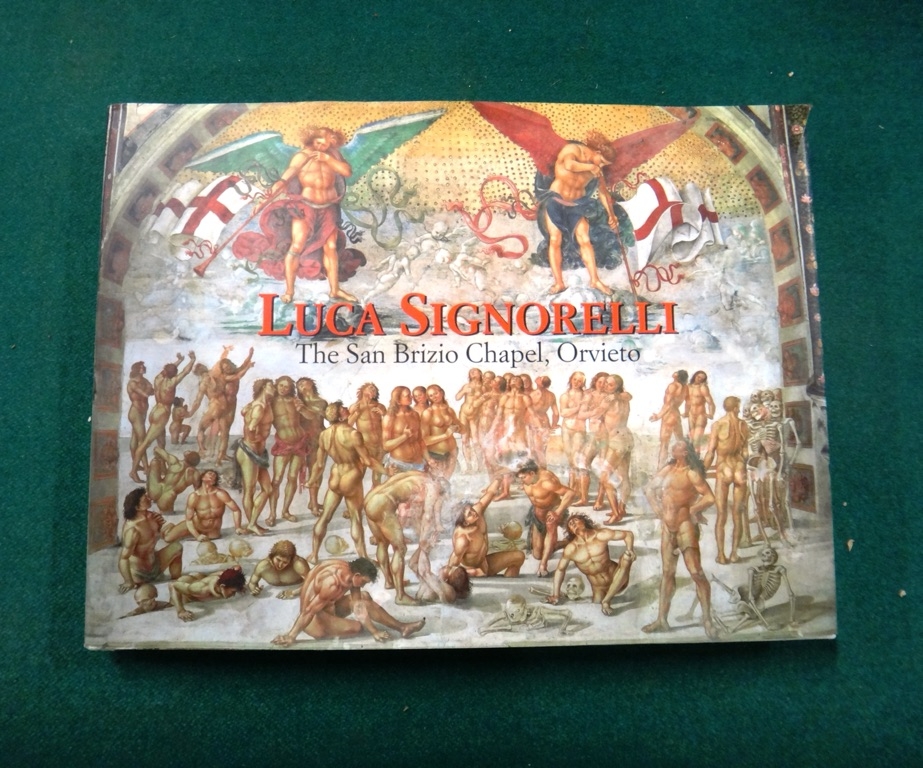 LUCA SIGNORELLI
The San Brizio Chapel, Orvieto